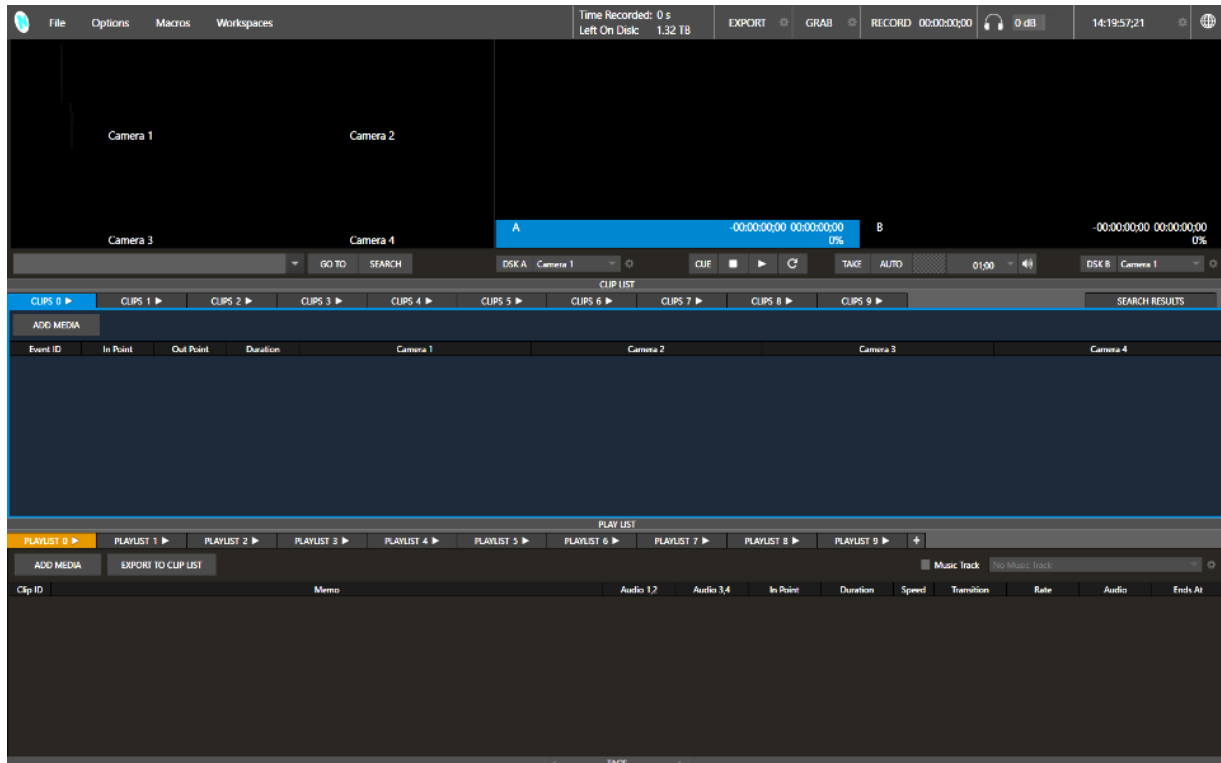 File Options Macros Workspaces Time Recorded: 0 s EXPORT GRAB RECORD 00:00:00;00 0 dB 14:19:57;21
Left On Disk: 1.32 TB
Camera 1 Camera 2
A -00:00:00;00 00:00:00;00 B -00:00:00;00 00:00:00;00
0% 0%
Camera 3 Camera 4
GO TO SEARCH DSK A Camera 1 CUE TAKE AUTO 01;00 DSK B Camera 1
CLIP LIST
CLIPS 0 CLIPS 1 CLIPS 2 CLIPS 3 CLIPS 4 CLIPS 5 CLIPS 6 CLIPS 7 CLIPS 8 CLIPS 9 SEARCH RESULTS
ADD MEDIA
Event ID In Point Out Point Duration Camera 1 Camera 2 Camera 3 Camera 4
PLAY LIST
PLAYLIST 0 PLAYLIST 1 PLAYLIST 2 PLAYLIST 3 PLAYLIST 4 PLAYLIST 5 PLAYLIST 6 PLAYLIST 7 PLAYLIST 8 PLAYLIST 9 +
ADD MEDIA EXPORT TO CLIP LIST Music Track No Music Track
Clip ID Memo Audio 1,2 Audio 3,4 In Point Duration Speed Transition Rate Audio Ends At